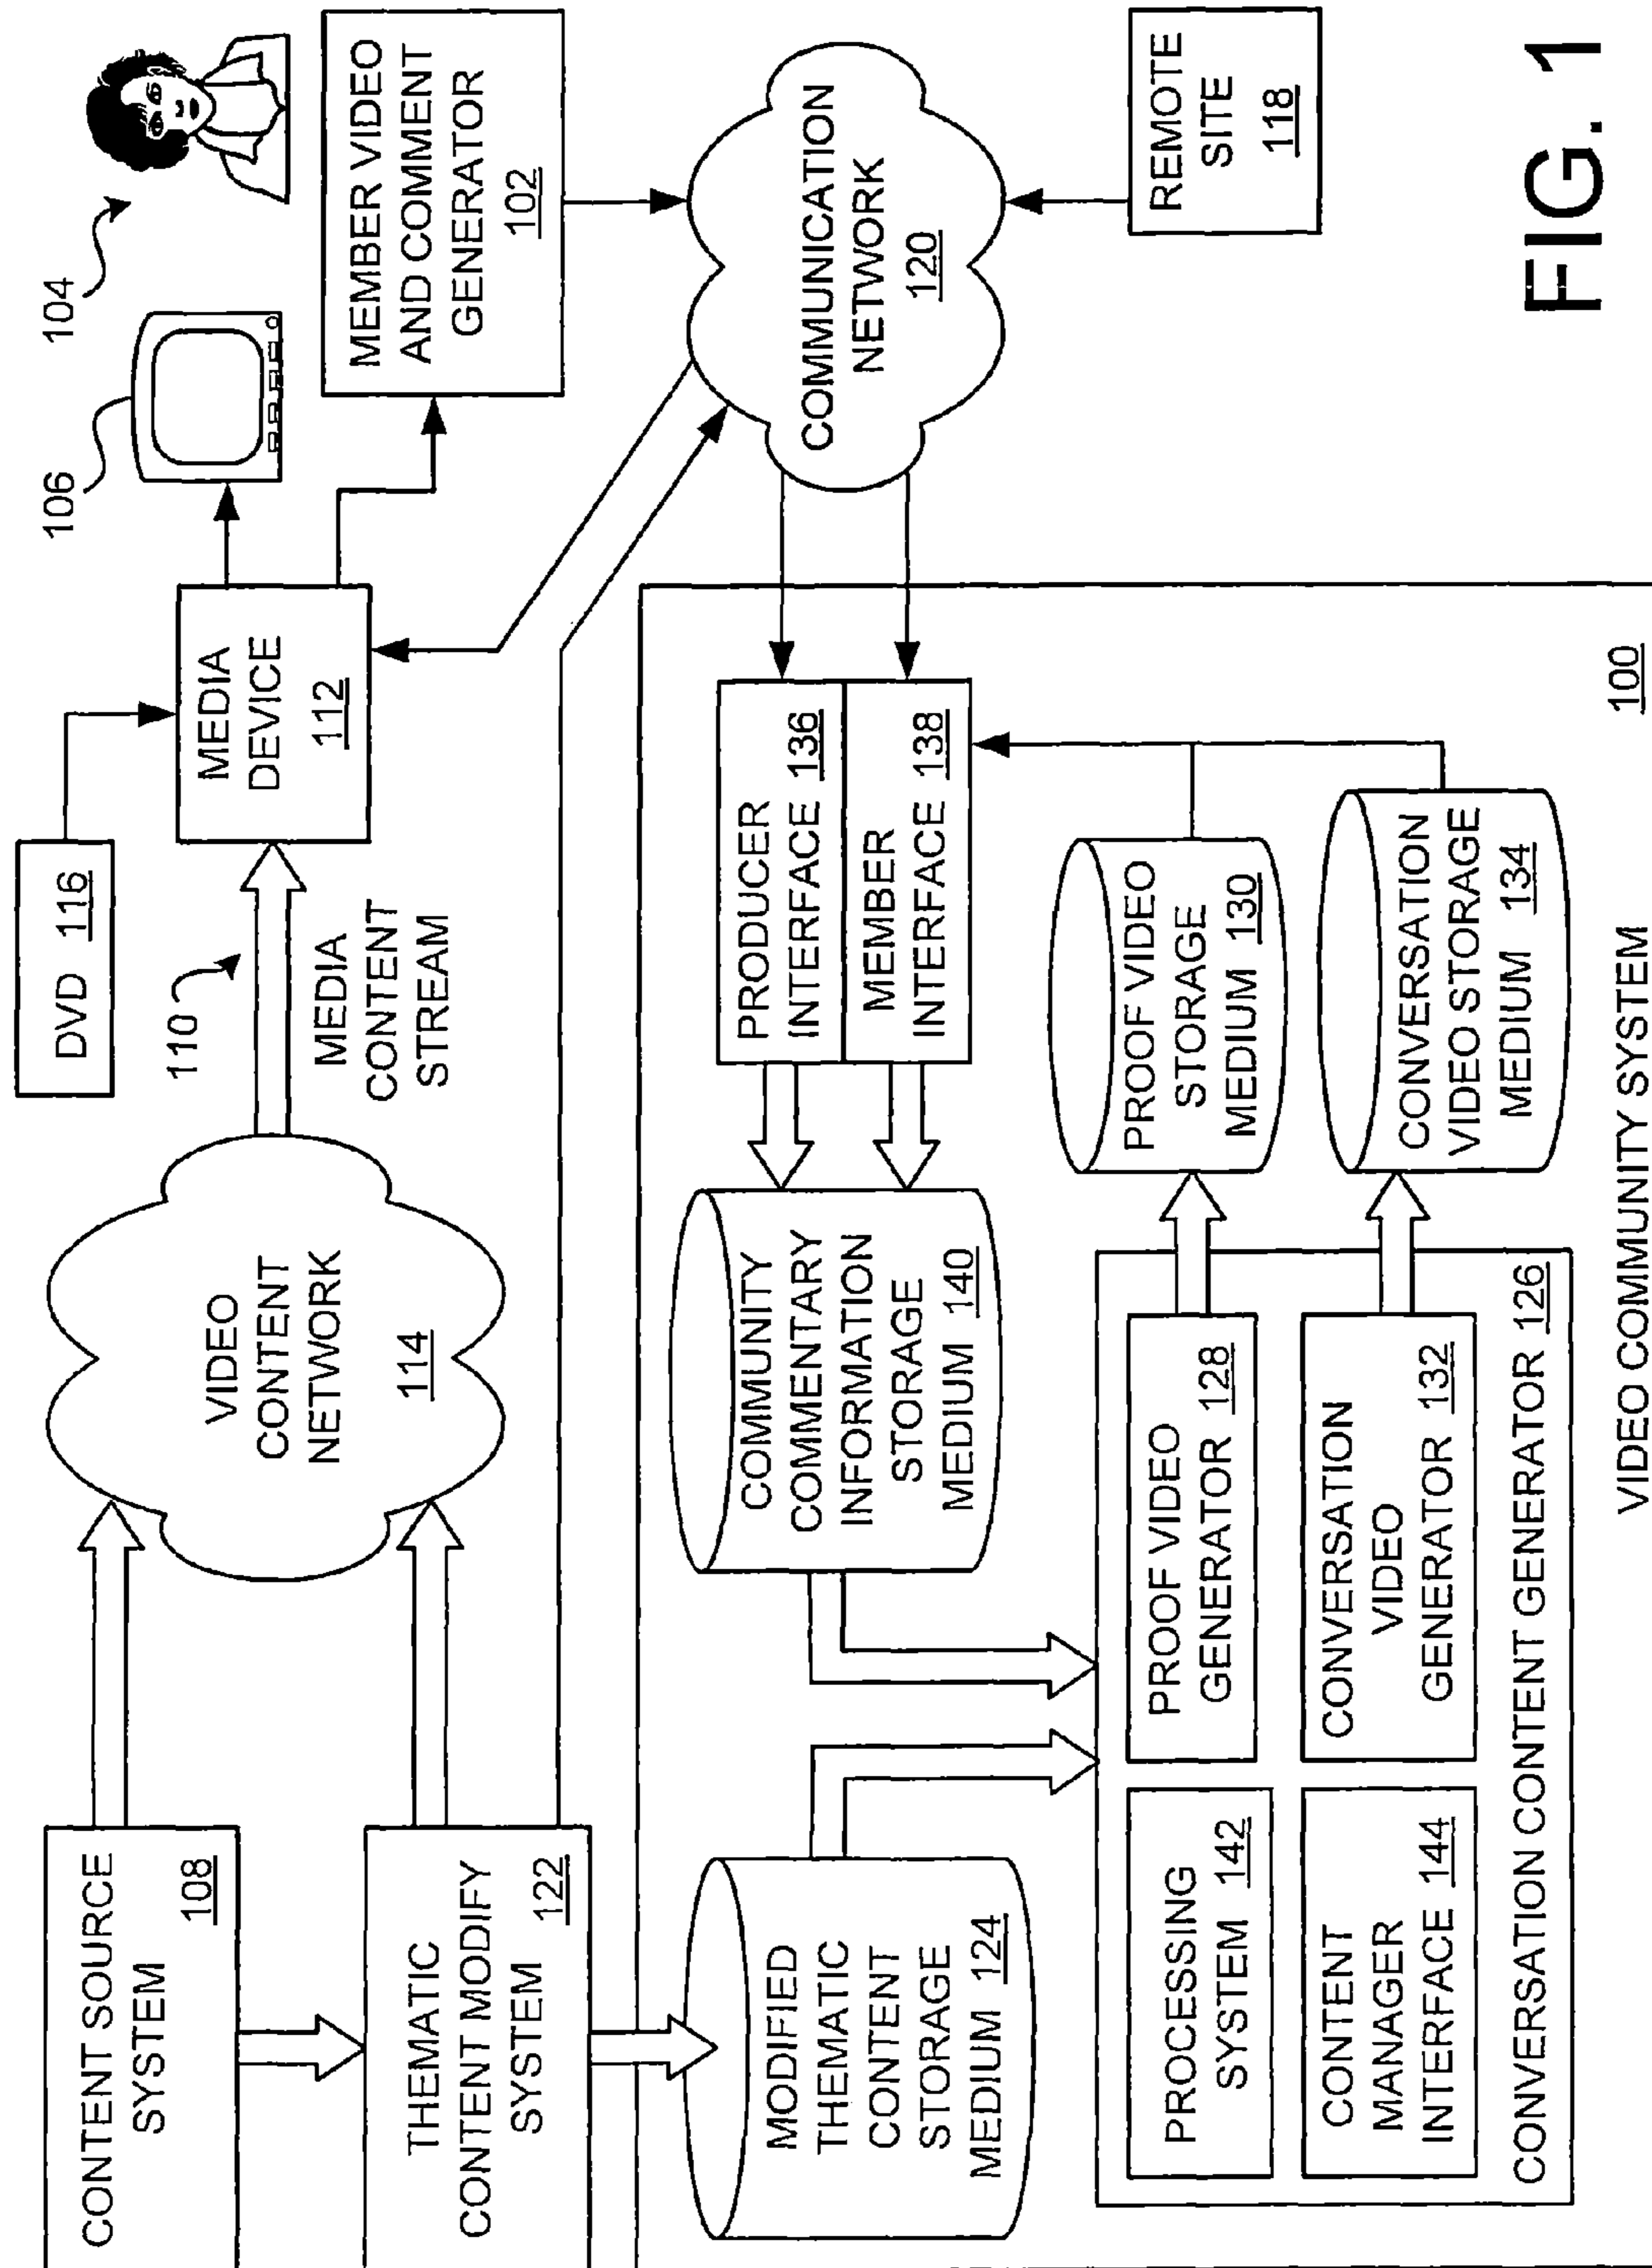 CONTENT SOURCE
SYSTEM
108
THEMATIC
CONTENT MODIFY
SYSTEM
122
VIDEO
CONTENT
NETWORK
114
DVD 116
110
MEDIA
CONTENT
STREAM
MEDIA
DEVICE
112
106
104
MEMBER VIDEO
AND COMMENT
GENERATOR
102
COMMUNICATION
NETWORK
120
REMOTE
SITE
118
MODIFIED
THEMATIC
CONTENT
STORAGE
MEDIUM 124
COMMUNITY
COMMENTARY
INFORMATION
STORAGE
MEDIUM 140
PRODUCER
INTERFACE 136
MEMBER
INTERFACE 138
PROCESSING
SYSTEM 142
CONTENT
MANAGER
INTERFACE 144
PROOF VIDEO
GENERATOR 128
CONVERSATION
VIDEO
GENERATOR 132
CONVERSATION CONTENT GENERATOR 126
PROOF VIDEO
STORAGE
MEDIUM 130
CONVERSATION
VIDEO STORAGE
MEDIUM 134
VIDEO COMMUNITY SYSTEM
100
FIG. 1